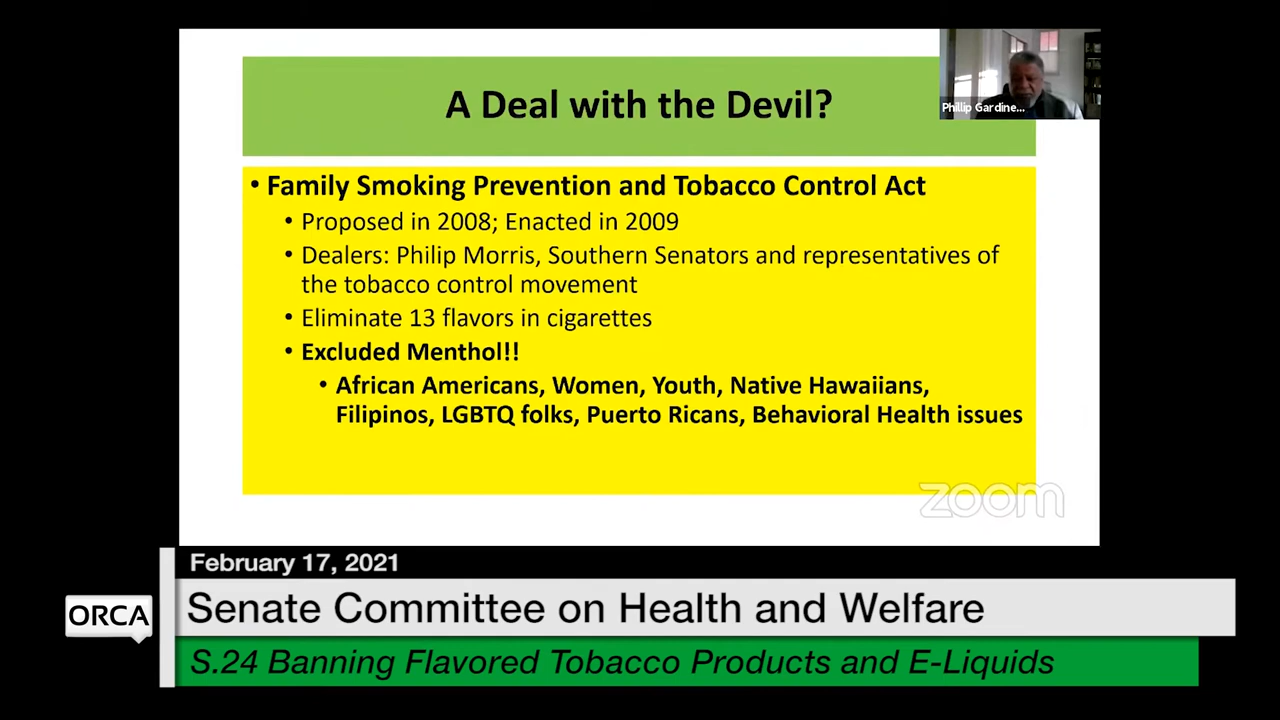 A Deal with the Devil?
Phillip Gardine...
• Family Smoking Prevention and Tobacco Control Act
• Proposed in 2008; Enacted in 2009
• Dealers: Philip Morris, Southern Senators and representatives of
the tobacco control movement
• Eliminate 13 flavors in cigarettes
• Excluded Menthol!!
• African Americans, Women, Youth, Native Hawaiians,
Filipinos, LGBTQ folks, Puerto Ricans, Behavioral Health issues
zoom
February 17, 2021
ORCA
Senate Committee on Health and Welfare
S.24 Banning Flavored Tobacco Products and E-Liquids